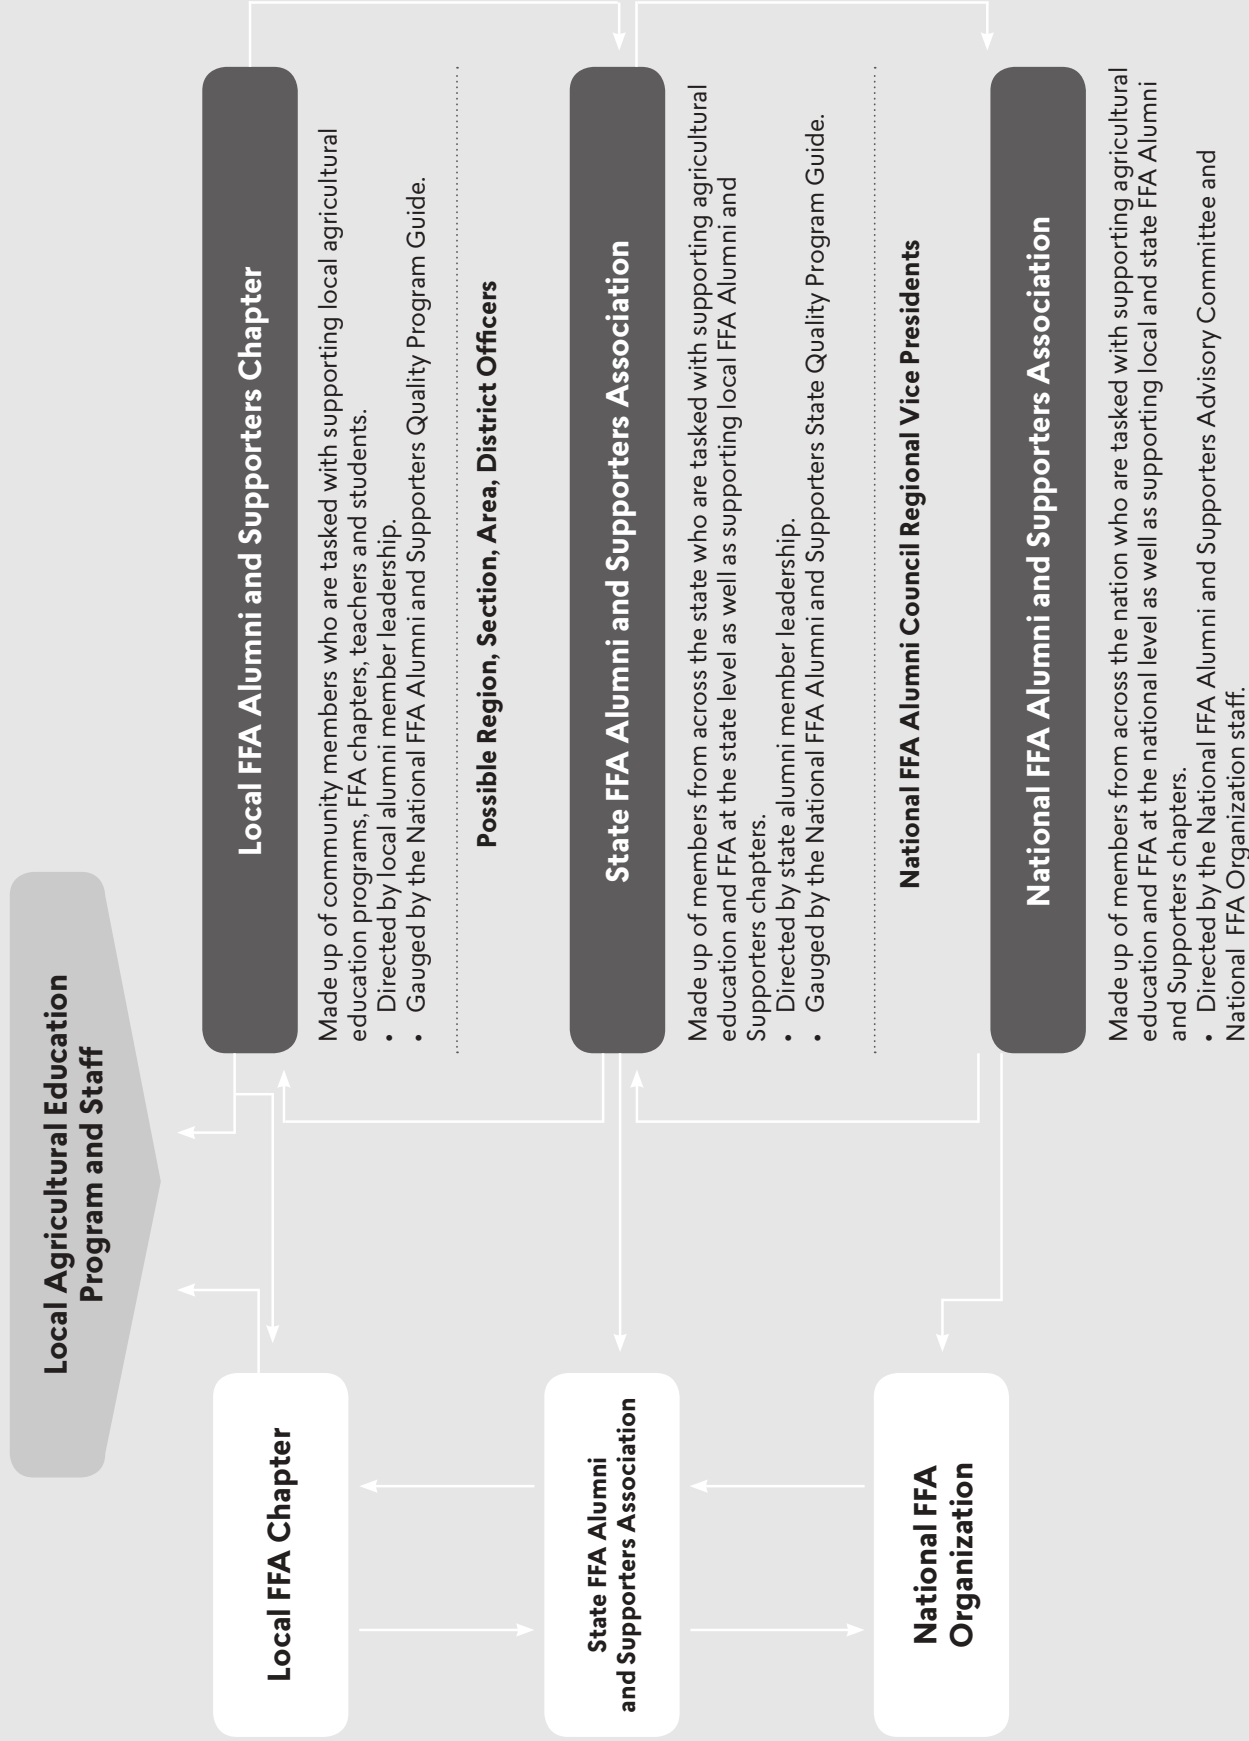 Local Agricultural Education
Program and Staff
Local FFA Chapter
State FFA Alumni
and Supporters Association
National FFA
Organization
Local FFA Alumni and Supporters Chapter
Made up of community members who are tasked with supporting local agricultural
education programs, FFA chapters, teachers and students.
• Directed by local alumni member leadership.
• Gauged by the National FFA Alumni and Supporters Quality Program Guide.
Possible Region, Section, Area, District Officers
State FFA Alumni and Supporters Association
Made up of members from across the state who are tasked with supporting agricultural
education and FFA at the state level as well as supporting local FFA Alumni and
Supporters chapters.
• Directed by state alumni member leadership.
• Gauged by the National FFA Alumni and Supporters State Quality Program Guide.
National FFA Alumni Council Regional Vice Presidents
National FFA Alumni and Supporters Association
Made up of members from across the nation who are tasked with supporting agricultural
education and FFA at the national level as well as supporting local and state FFA Alumni
and Supporters chapters.
• Directed by the National FFA Alumni and Supporters Advisory Committee and
National FFA Organization staff.